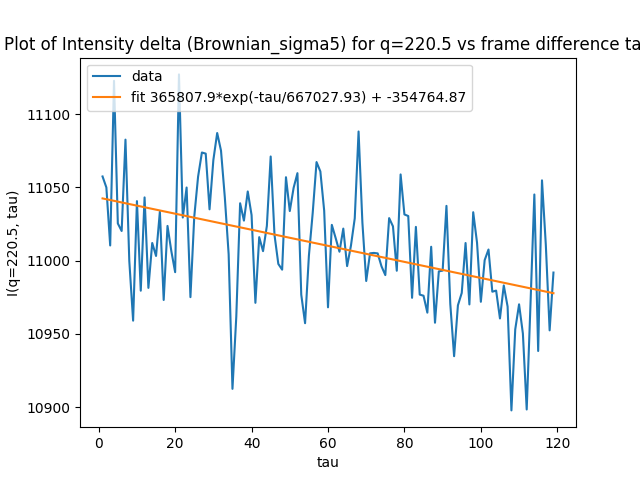 Plot of Intensity delta (Brownian_sigma5) for q=220.5 vs frame difference ta
data
fit 365807.9*exp(-tau/667027.93) + -354764.87
11100
11050
11000
10950
10900
I(q=220.5, tau)
0 20 40 60 80 100 120
tau